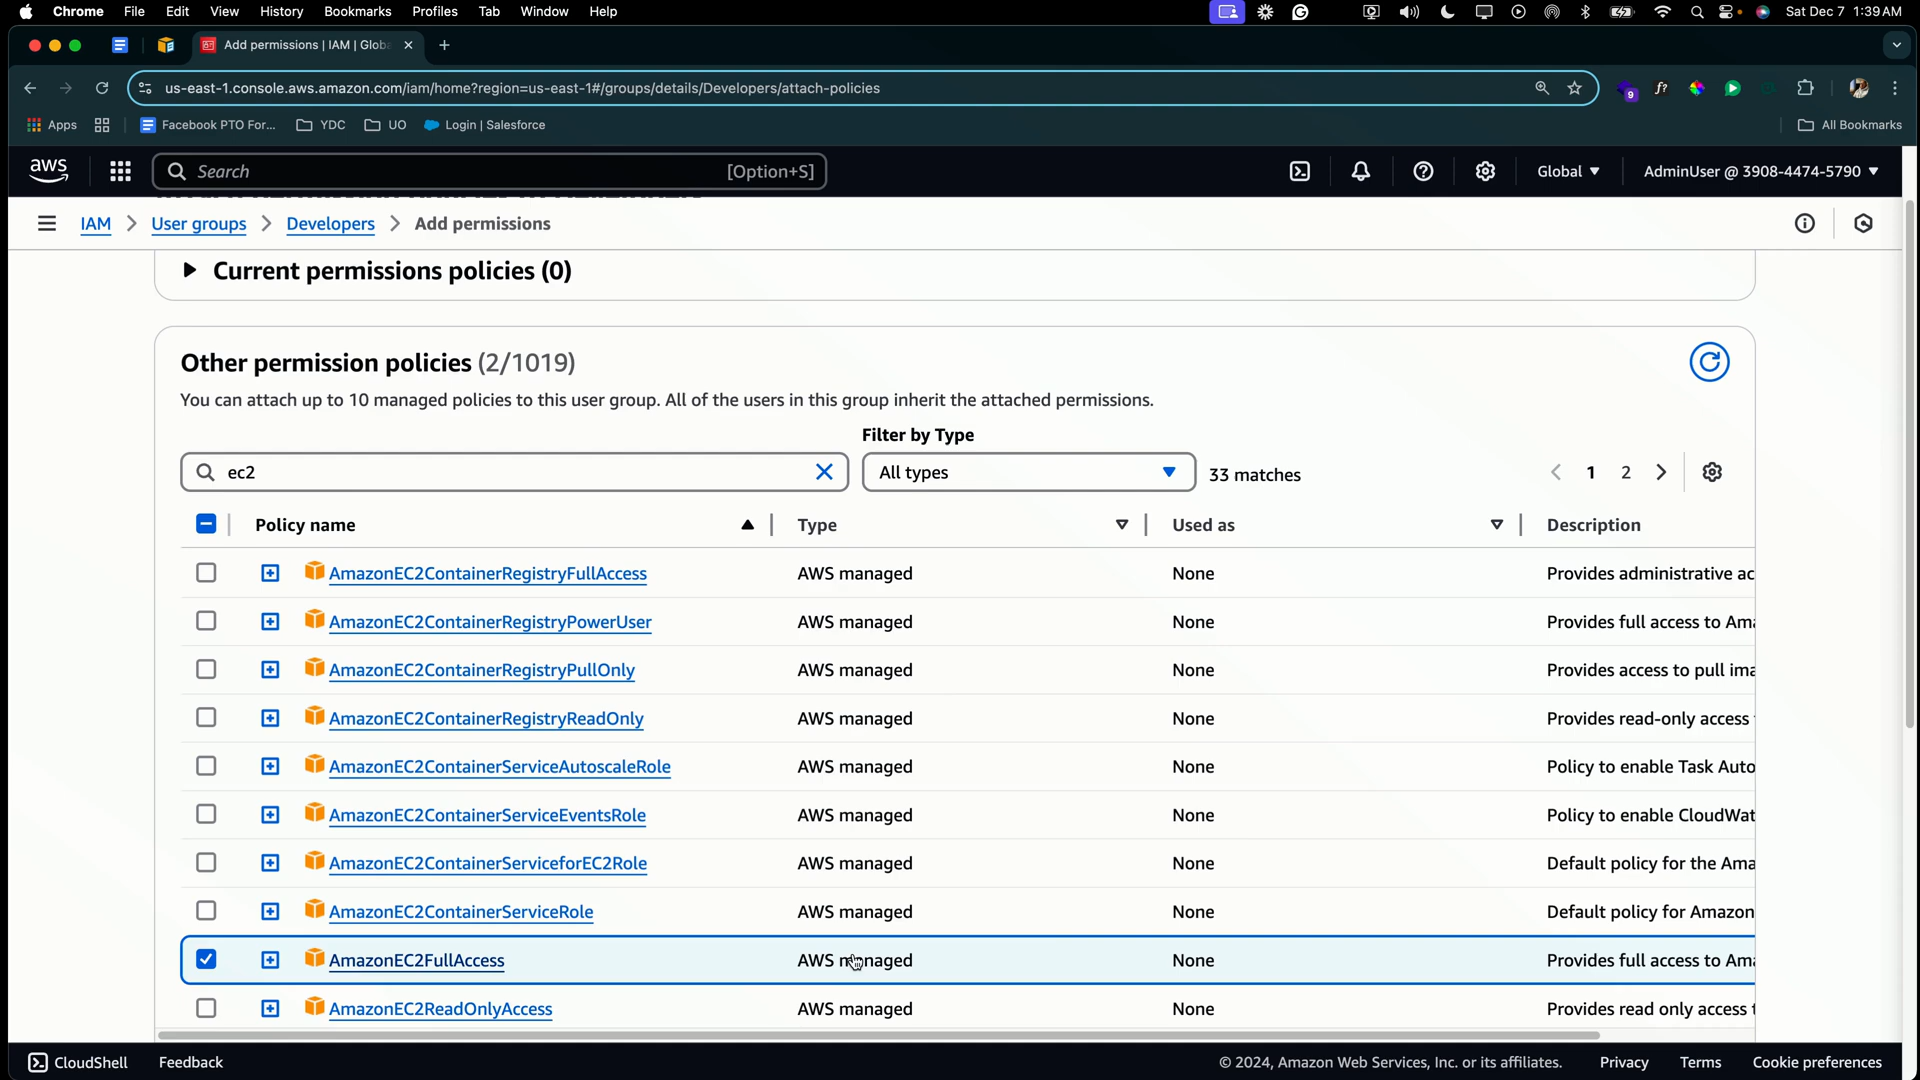 Chrome File Edit View History Bookmarks Profiles Tab Window Help Sat Dec 7 1:39 AM
Add permissions | IAM | Glob
us-east-1.console.aws.amazon.com/iam/home?region=us-east-1#/groups/details/Developers/attach-policies 9 f?
Apps Facebook PTO For... YDC UO Login | Salesforce All Bookmarks
aws Search [Option+S] Global AdminUser @ 3908-4474-5790
IAM User groups Developers Add permissions
Current permissions policies (0)
Other permission policies (2/1019)
You can attach up to 10 managed policies to this user group. All of the users in this group inherit the attached permissions.
Filter by Type
ec2 All types 33 matches 1 2
Policy name Type Used as Description
AmazonEC2ContainerRegistryFullAccess AWS managed None Provides administrative ac
AmazonEC2ContainerRegistryPowerUser AWS managed None Provides full access to Ama
AmazonEC2ContainerRegistryPullOnly AWS managed None Provides access to pull ima
AmazonEC2ContainerRegistryReadOnly AWS managed None Provides read-only access
AmazonEC2ContainerServiceAutoscaleRole AWS managed None Policy to enable Task Auto
AmazonEC2ContainerServiceEventsRole AWS managed None Policy to enable CloudWat
AmazonEC2ContainerServiceforEC2Role AWS managed None Default policy for the Ama
AmazonEC2ContainerServiceRole AWS managed None Default policy for Amazon
AmazonEC2FullAccess AWS managed None Provides full access to Ama
AmazonEC2ReadOnlyAccess AWS managed None Provides read only access t
CloudShell Feedback © 2024, Amazon Web Services, Inc. or its affiliates. Privacy Terms Cookie preferences